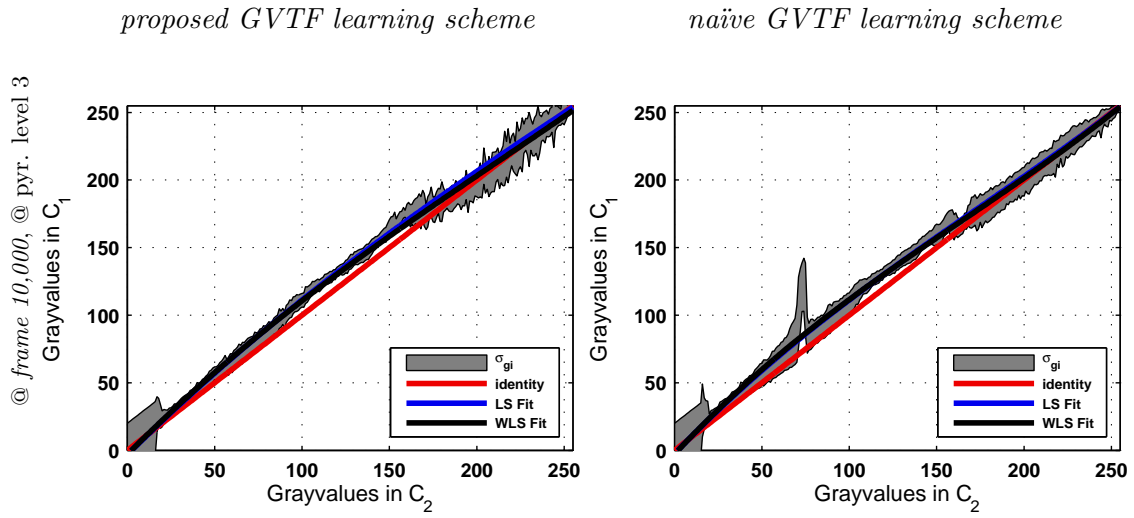 proposed GVTF learning scheme
naïve GVTF learning scheme
@ frame 10,000, @ pyr. level 3
Grayvalues in C1
250
200
150
100
50
0
0 50 100 150 200 250
Grayvalues in C2
σgi
identity
LS Fit
WLS Fit
Grayvalues in C1
250
200
150
100
50
0
0 50 100 150 200 250
Grayvalues in C2
σgi
identity
LS Fit
WLS Fit